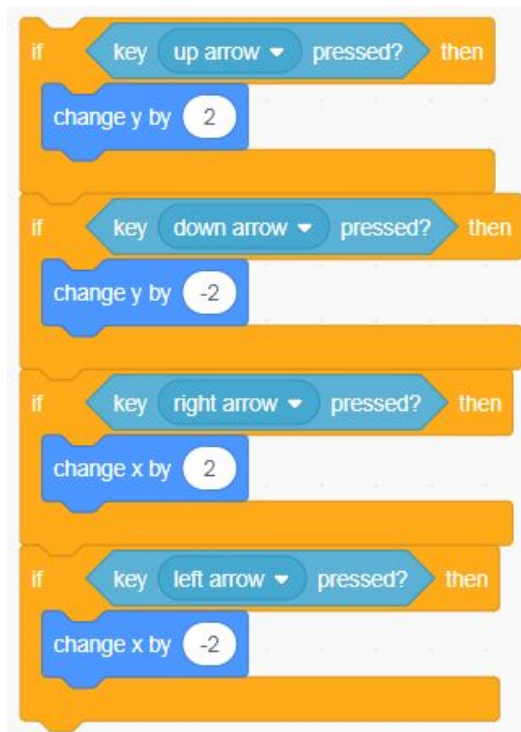 if key up arrow pressed? then
change y by 2
if key down arrow pressed? then
change y by -2
if key right arrow pressed? then
change x by 2
if key left arrow pressed? then
change x by -2